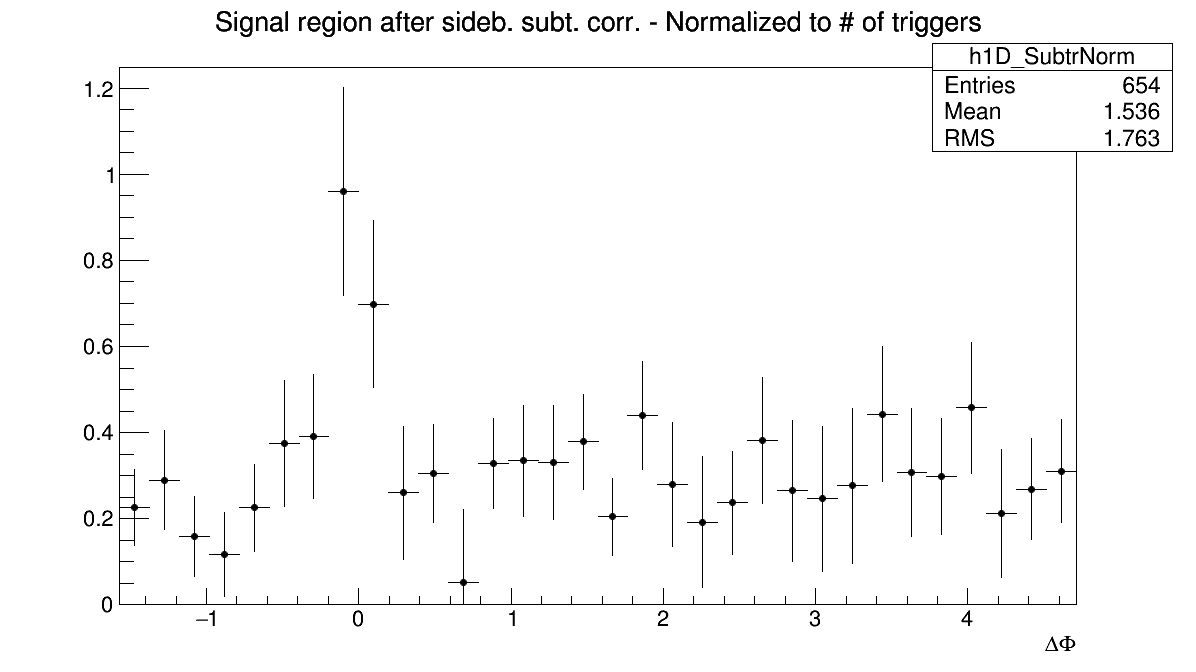 Signal region after sideb. subt. corr. - Normalized to # of triggers
h1D_SubtrNorm
Entries 654
Mean 1.536
RMS 1.763
1.2
1
0.8
0.6
0.4
0.2
0
−1 0 1 2 3 4
ΔΦ